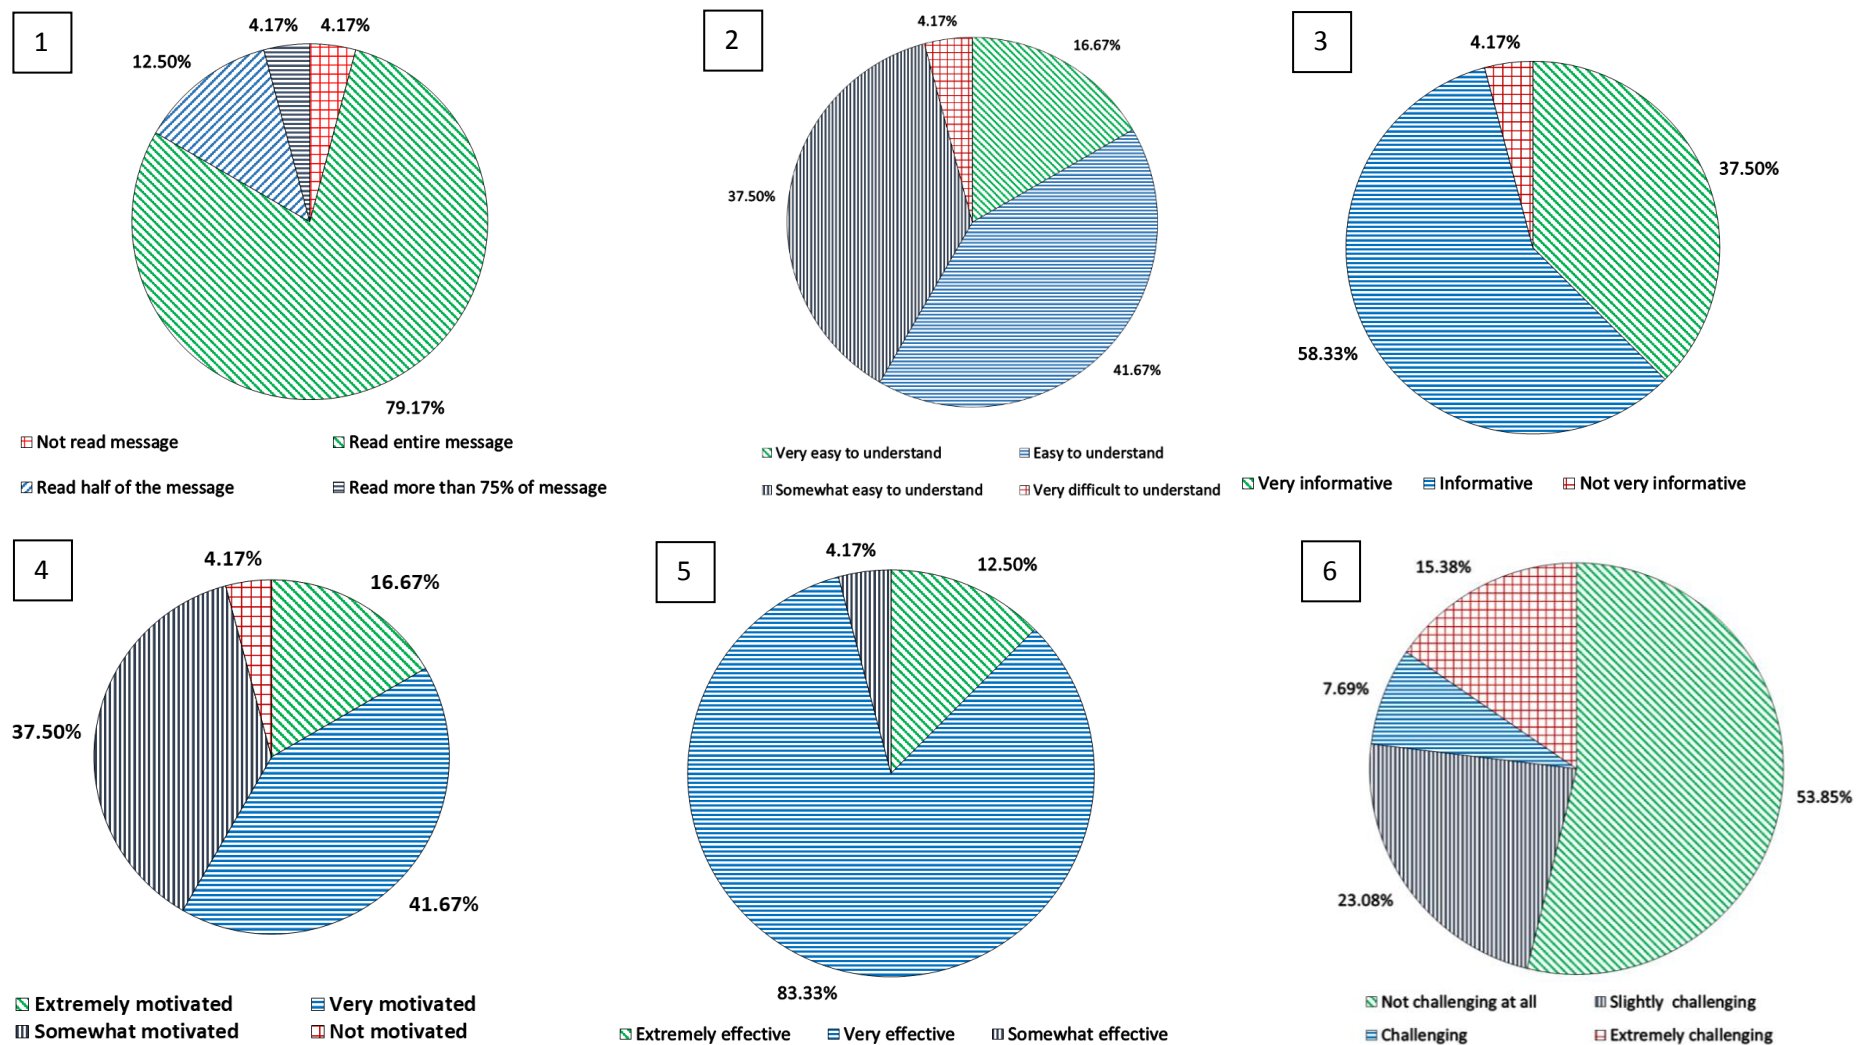 1
4.17% 4.17%
12.50%
79.17%
Not read message Read entire message
Read half of the message Read more than 75% of message
2
4.17%
16.67%
37.50%
41.67%
Very easy to understand Easy to understand
Somewhat easy to understand Very difficult to understand
3
4.17%
37.50%
58.33%
Very informative Informative Not very informative
4
4.17%
16.67%
37.50%
41.67%
Extremely motivated Very motivated
Somewhat motivated Not motivated
5
4.17%
12.50%
83.33%
Extremely effective Very effective Somewhat effective
6
15.38%
7.69%
53.85%
23.08%
Not challenging at all Slightly challenging
Challenging Extremely challenging